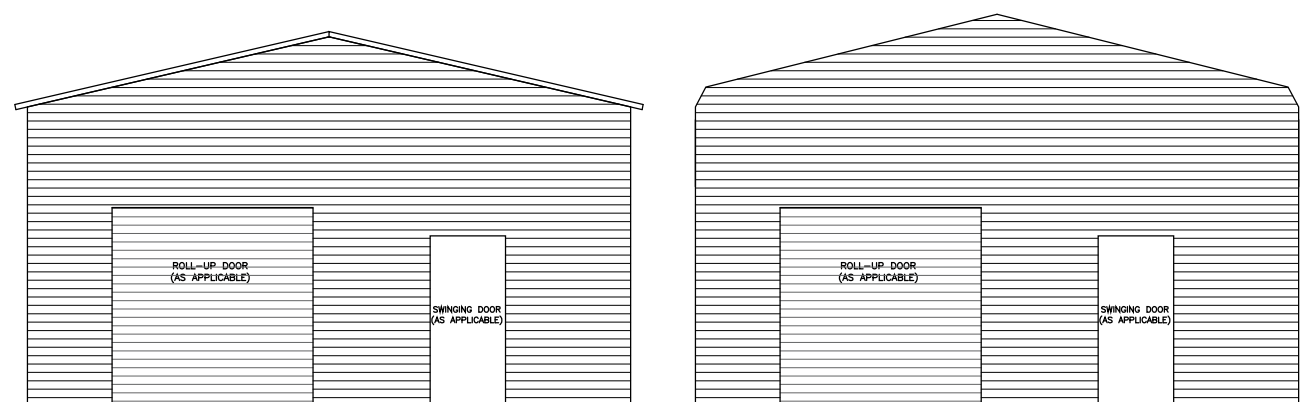 ROLL-UP DOOR
(AS APPLICABLE)
SWINGING DOOR
(AS APPLICABLE)
ROLL-UP DOOR
(AS APPLICABLE)
SWINGING DOOR
(AS APPLICABLE)